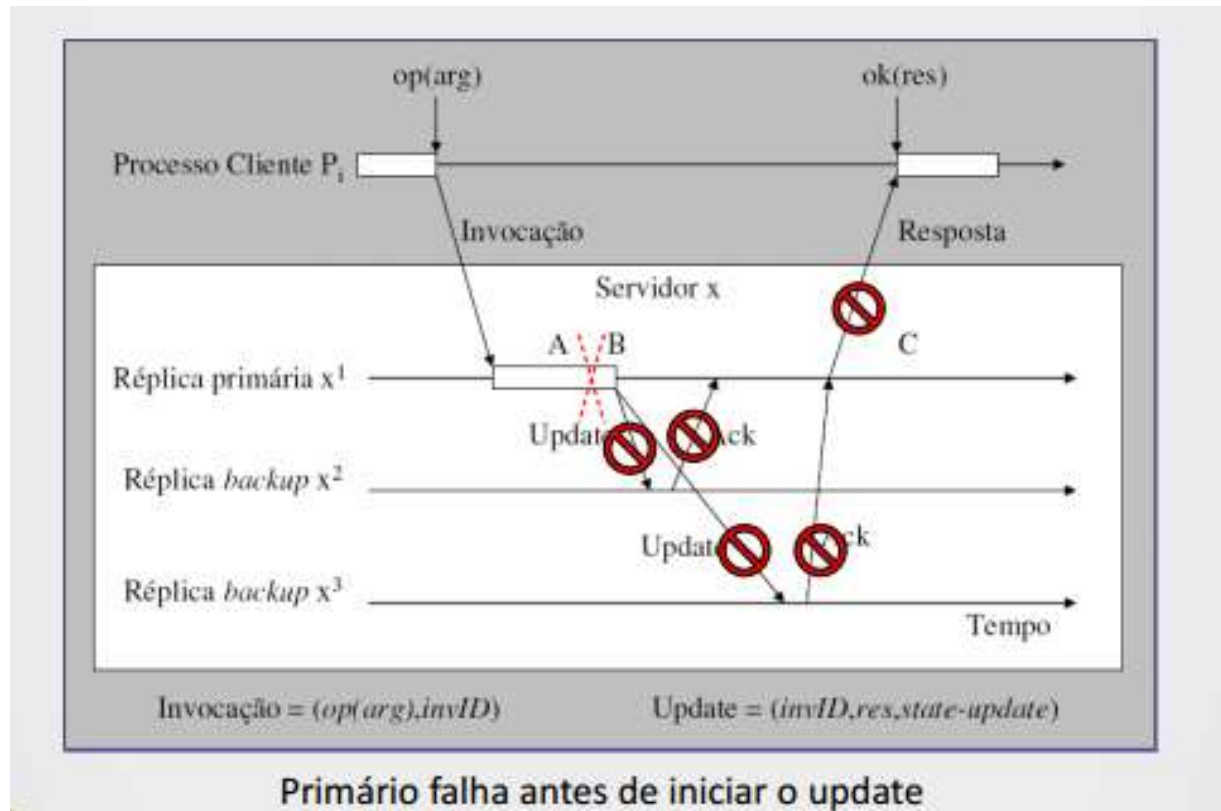 op(arg) ok(res)
Processo Cliente Pi
Invocação Resposta
Servidor x
A B C
Réplica primária x1
Ack
Réplica backup x2
Réplica backup x3
Tempo
Invocação = (op(arg),invID) Update = (invID,res,state-update)
Primário falha antes de iniciar o update